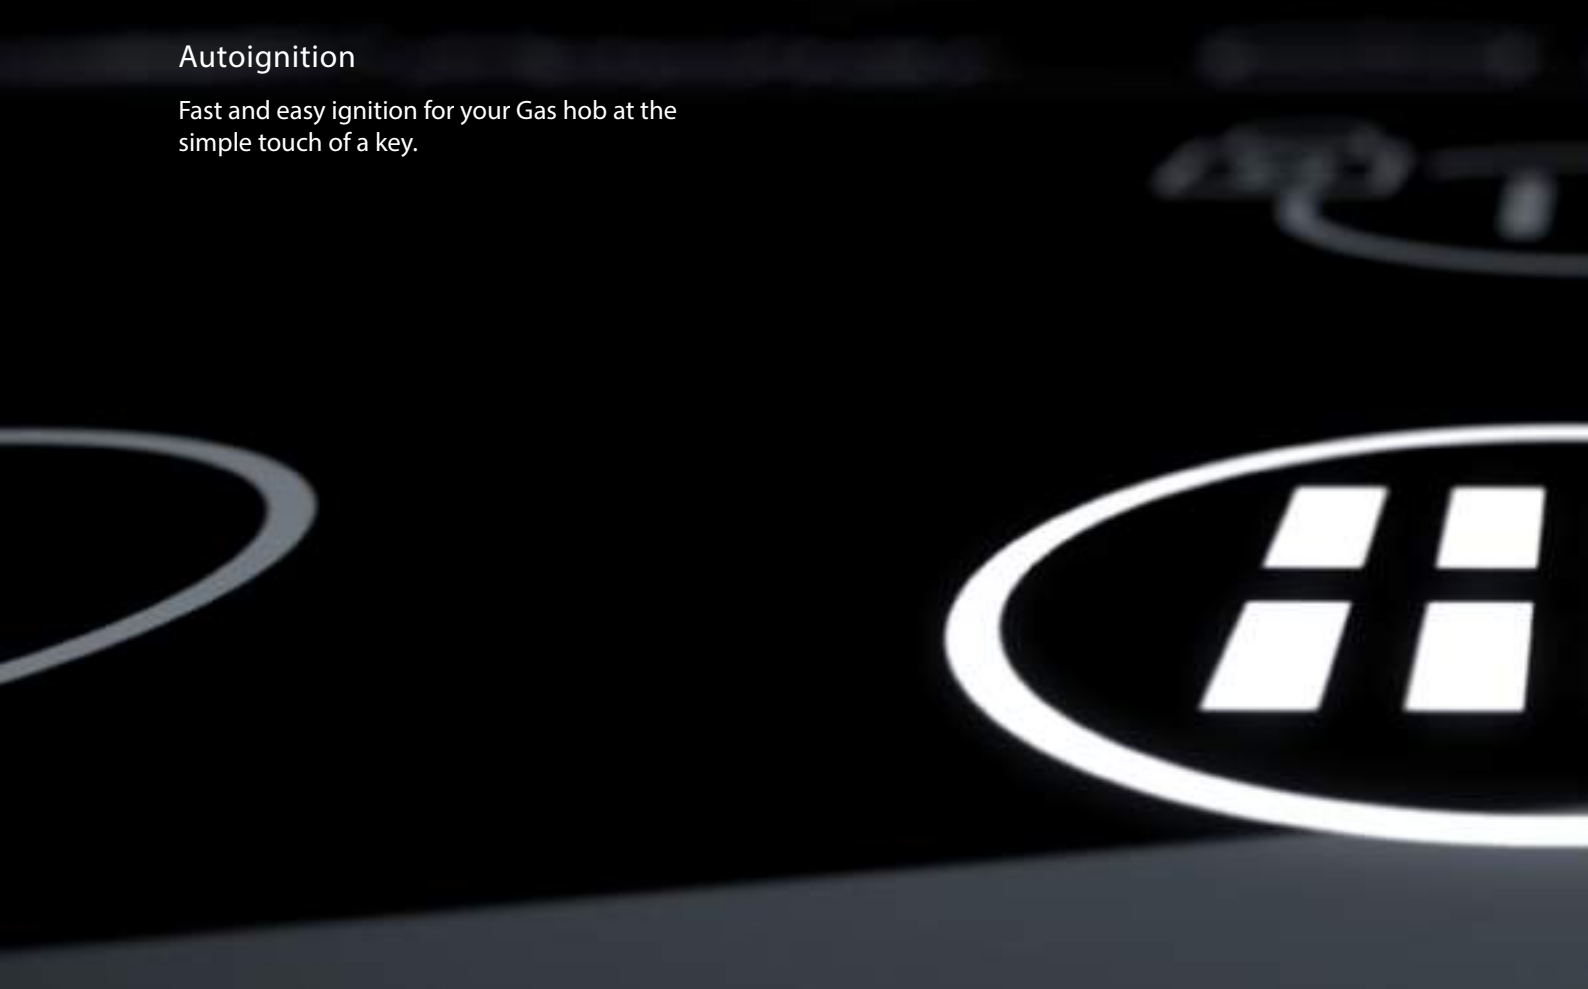 Autoignition
Fast and easy ignition for your Gas hob at the
simple touch of a key.